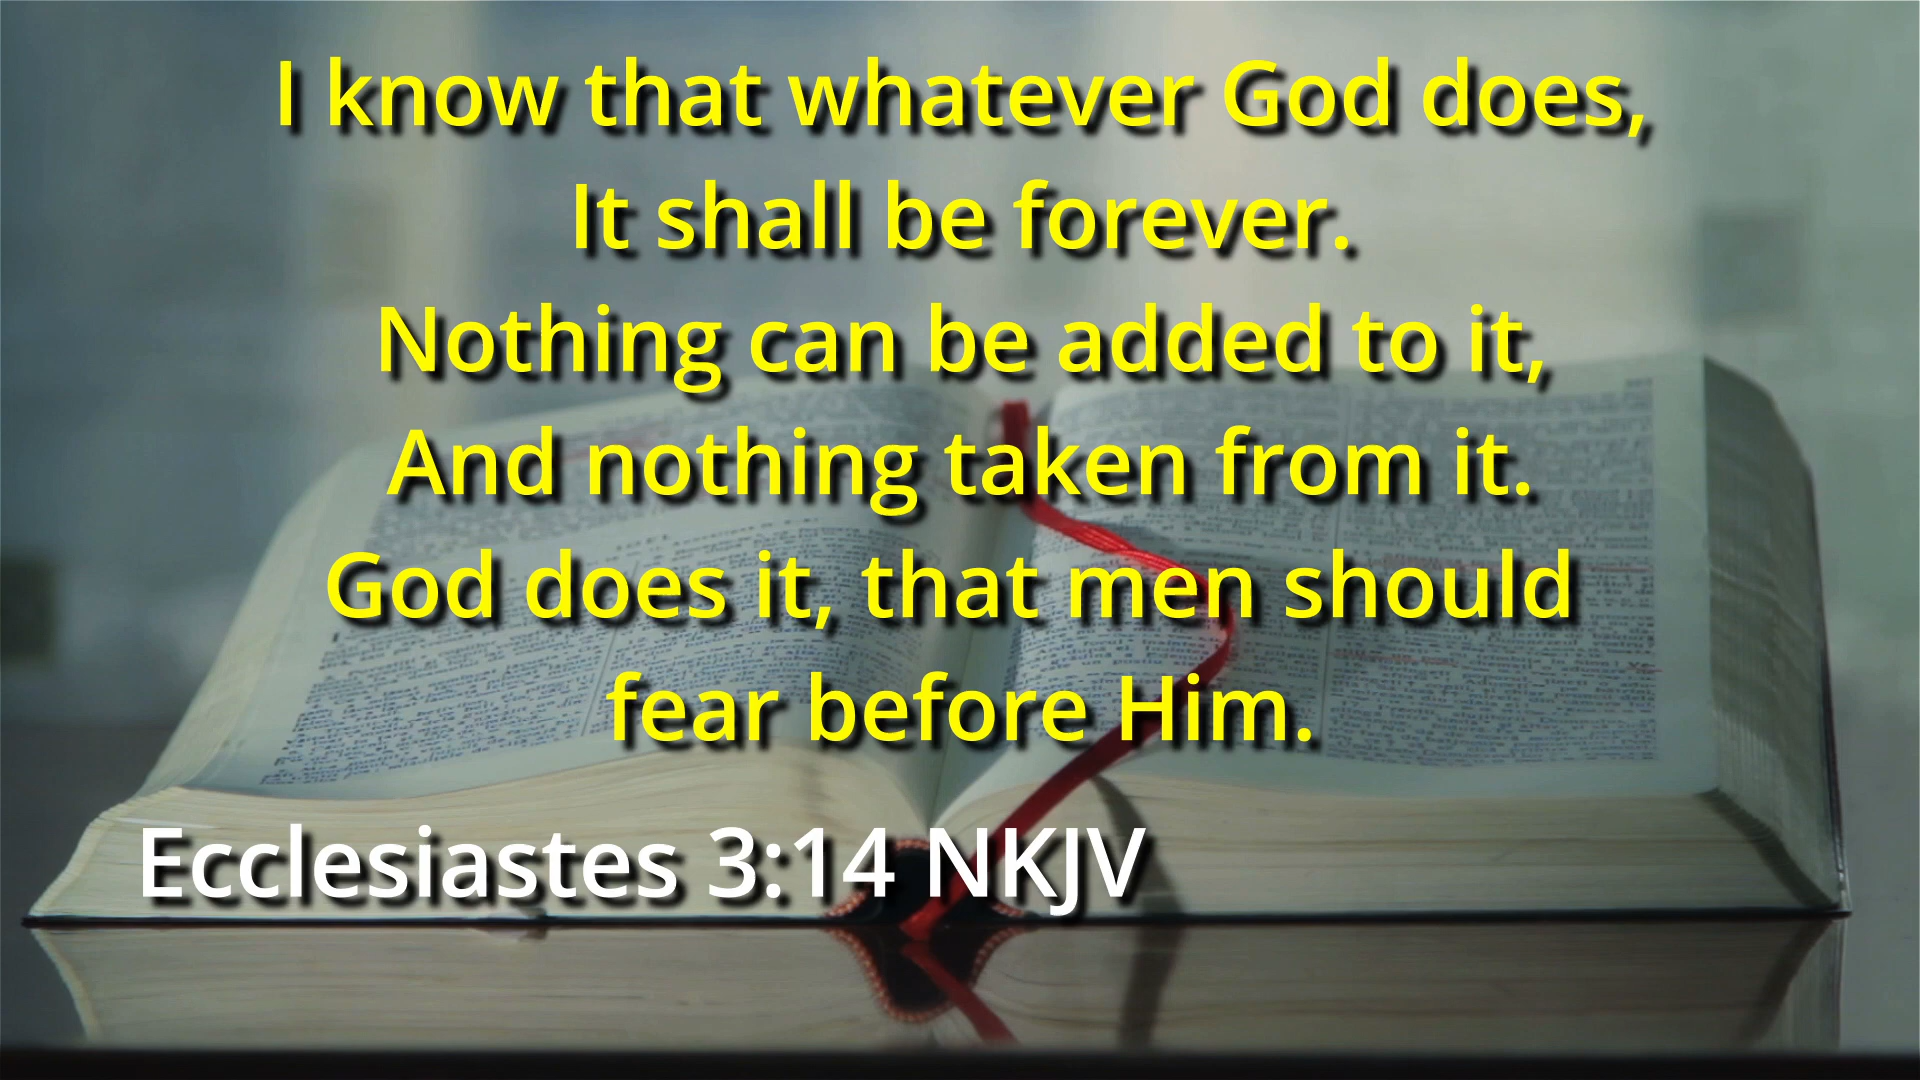 I know that whatever God does,
It shall be forever.
Nothing can be added to it,
And nothing taken from it.
God does it, that men should
fear before Him.
Ecclesiastes 3:14 NKJV